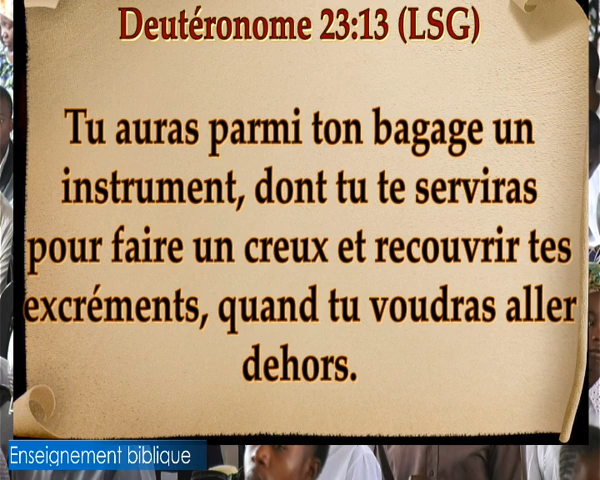 Deutéronome 23:13 (LSG)
Tu auras parmi ton bagage un
instrument, dont tu te serviras
pour faire un creux et recouvrir tes
excréments, quand tu voudras aller
dehors.
Enseignement biblique